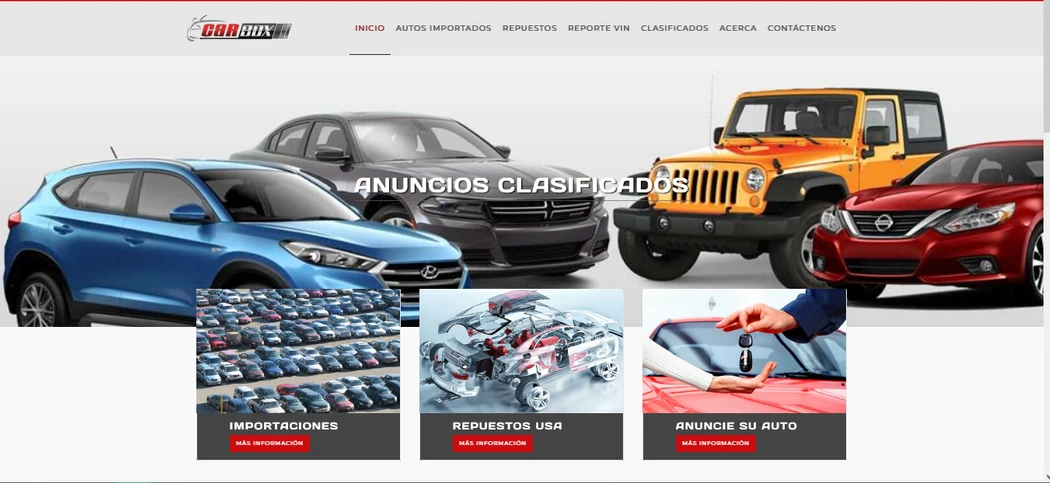 CARBOX
INICIO AUTOS IMPORTADOS REPUESTOS REPORTE VIN CLASIFICADOS ACERCA CONTÁCTENOS
ANUNCIOS CLASIFICADOS
IMPORTACIONES
MÁS INFORMACIÓN
REPUESTOS USA
MÁS INFORMACIÓN
ANUNCIE SU AUTO
MÁS INFORMACIÓN